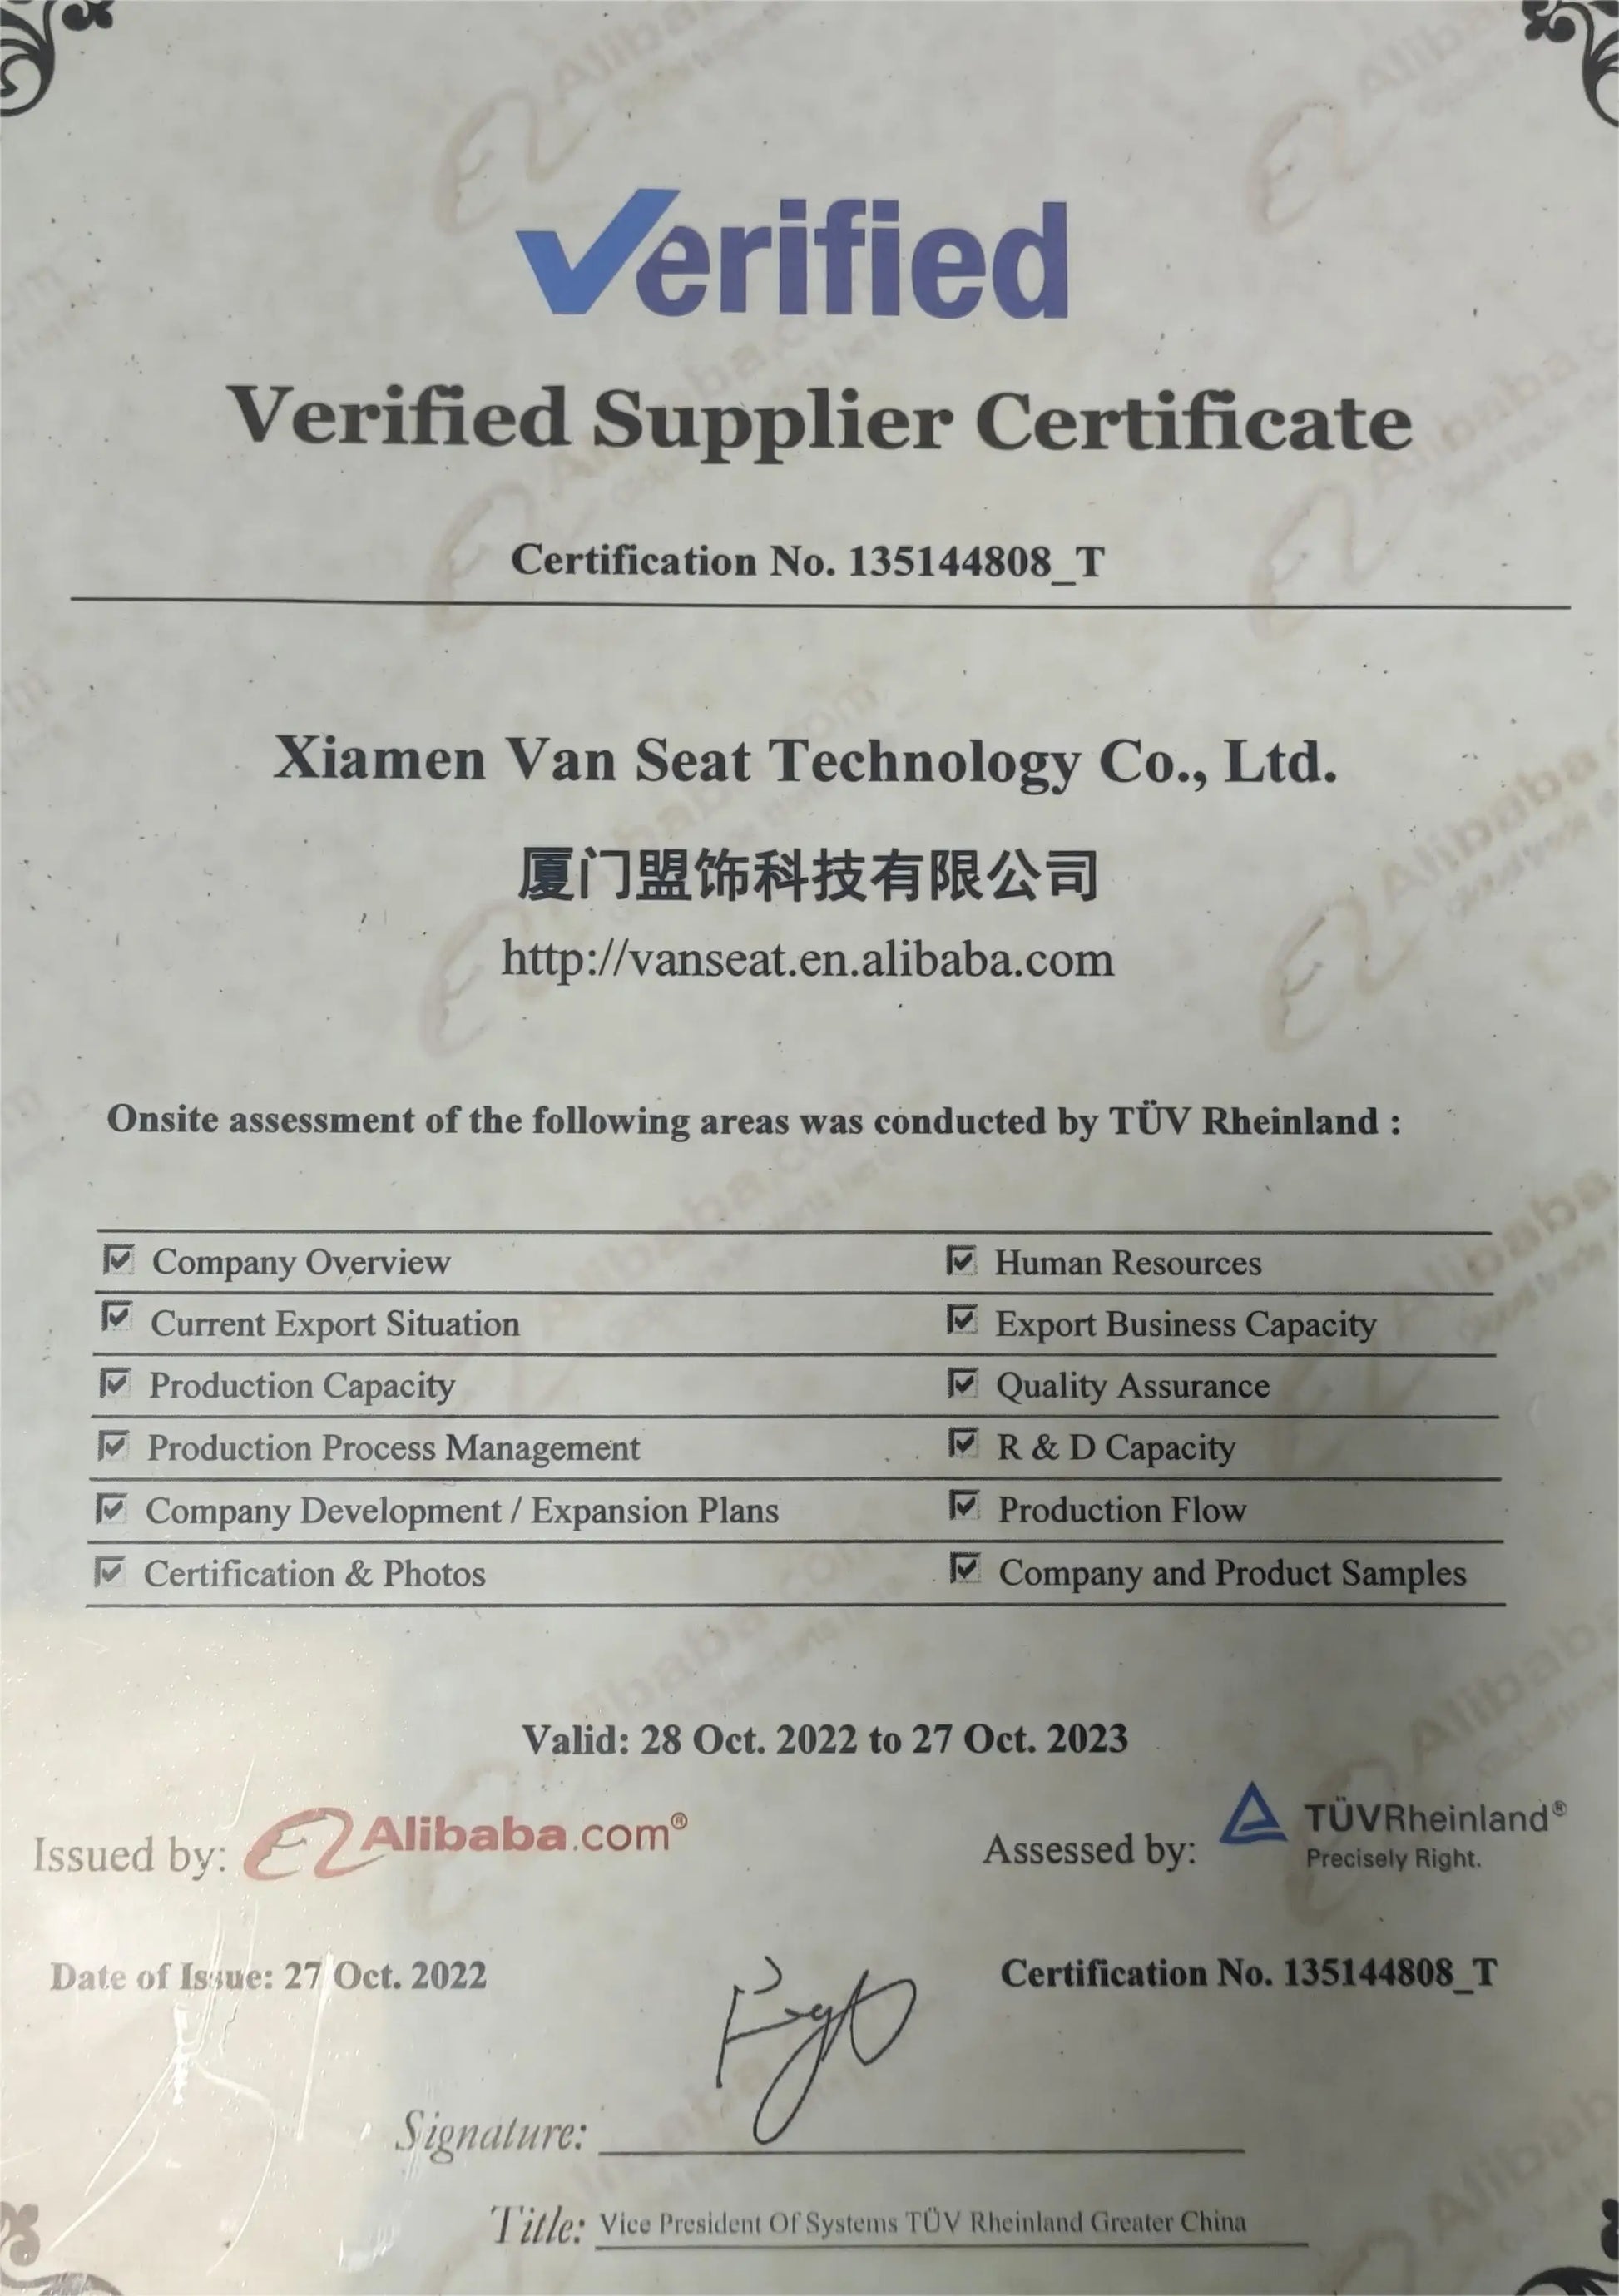 Verified
Verified Supplier Certificate
Certification No. 135144808_T
Xiamen Van Seat Technology Co., Ltd.
厦门盟饰科技有限公司
http://vanseat.en.alibaba.com
Onsite assessment of the following areas was conducted by TÜV Rheinland :
Company Overview Human Resources
Current Export Situation Export Business Capacity
Production Capacity Quality Assurance
Production Process Management R & D Capacity
Company Development / Expansion Plans Production Flow
Certification & Photos Company and Product Samples
Valid: 28 Oct. 2022 to 27 Oct. 2023
Issued by: Alibaba.com® Assessed by: TÜVRheinland®
Precisely Right.
Date of Issue: 27 Oct. 2022 Certification No. 135144808_T
Signature:
Title: Vice President Of Systems TÜV Rheinland Greater China